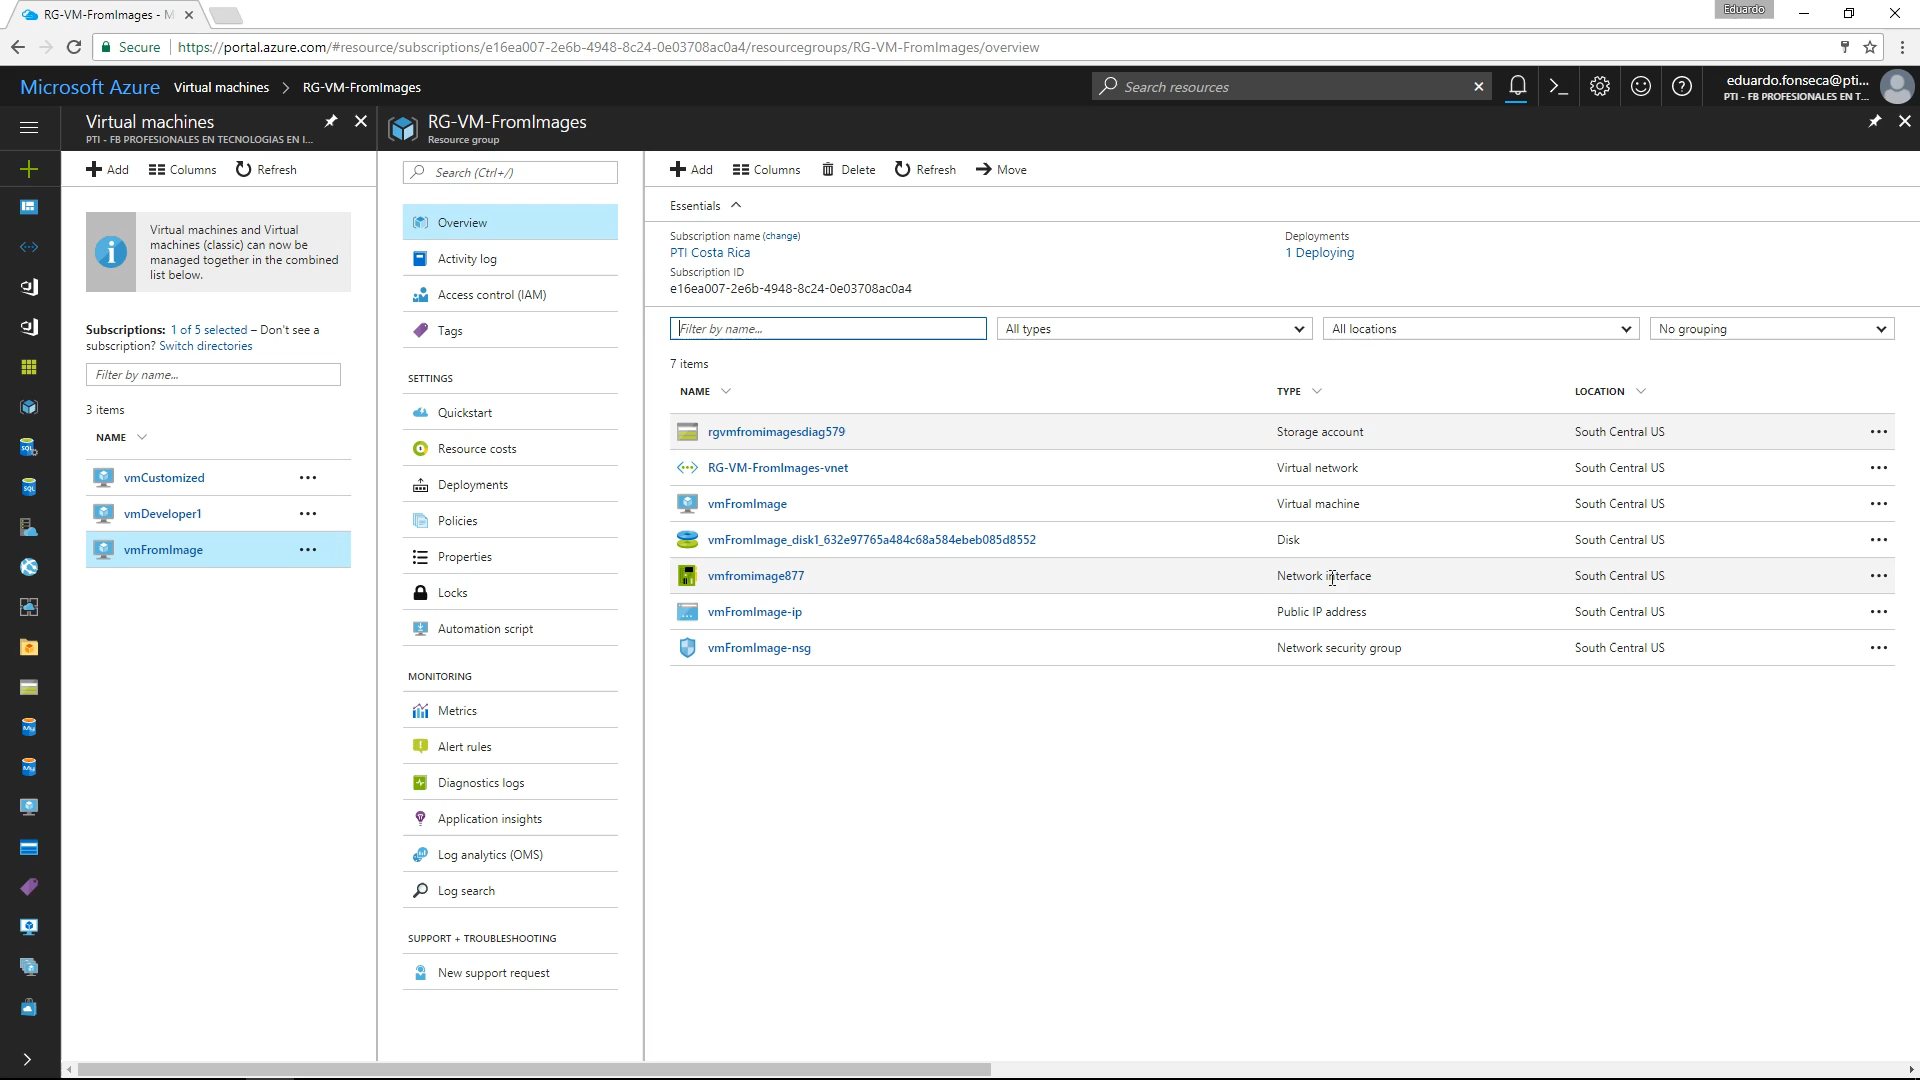 RG-VM-FromImages - M
Eduardo
Secure
https://portal.azure.com/#resource/subscriptions/e16ea007-2e6b-4948-8c24-0e03708ac0a4/resourcegroups/RG-VM-FromImages/overview
Microsoft Azure
Virtual machines
RG-VM-FromImages
Search resources
eduardo.fonseca@pti...
PTI - FB PROFESIONALES EN T...
Virtual machines
PTI - FB PROFESIONALES EN TECNOLOGIAS EN I...
Add
Columns
Refresh
Virtual machines and Virtual
machines (classic) can now be
managed together in the combined
list below.
Subscriptions: 1 of 5 selected – Don't see a
subscription? Switch directories
Filter by name...
3 items
NAME
vmCustomized
vmDeveloper1
vmFromImage
RG-VM-FromImages
Resource group
Search (Ctrl+/)
Overview
Activity log
Access control (IAM)
Tags
SETTINGS
Quickstart
Resource costs
Deployments
Policies
Properties
Locks
Automation script
MONITORING
Metrics
Alert rules
Diagnostics logs
Application insights
Log analytics (OMS)
Log search
SUPPORT + TROUBLESHOOTING
New support request
Add
Columns
Delete
Refresh
Move
Essentials
Subscription name (change)
PTI Costa Rica
Subscription ID
e16ea007-2e6b-4948-8c24-0e03708ac0a4
Deployments
1 Deploying
Filter by name...
All types
All locations
No grouping
7 items
NAME TYPE LOCATION
rgvmfromimagesdiag579 Storage account South Central US
RG-VM-FromImages-vnet Virtual network South Central US
vmFromImage Virtual machine South Central US
vmFromImage_disk1_632e97765a484c68a584ebeb085d8552 Disk South Central US
vmfromimage877 Network interface South Central US
vmFromImage-ip Public IP address South Central US
vmFromImage-nsg Network security group South Central US